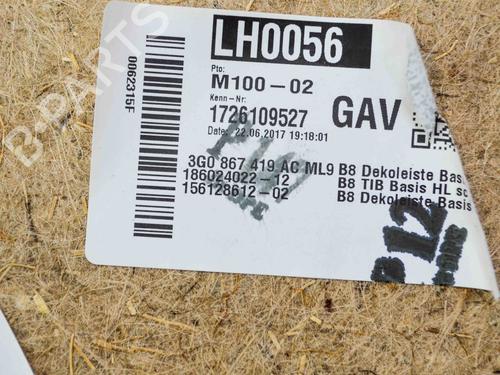 LH0056
Pto:
M100-02
Kenn-Nr:
1726109527
GAV
Date: 22.06.2017 19:18:01
0062315F
3G0 867 419 AC ML9 B8 Dekoleiste Bas
186024022-12 B8 TIB Basis HL sc
156128612-02 B8 Dekoleiste Basis
P12
B-PARTS